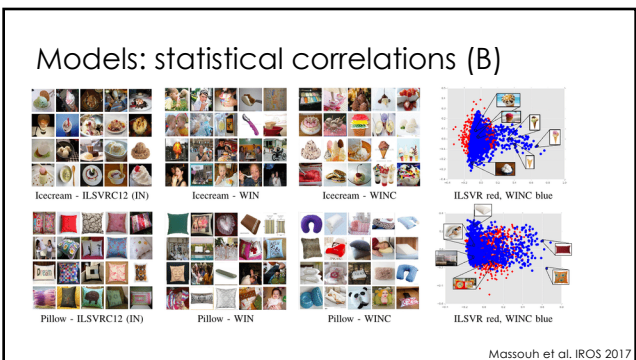 Models: statistical correlations (B)
Icecream - ILSVRC12 (IN)
Icecream - WIN
Icecream - WINC
ILSVR red, WINC blue
Pillow - ILSVRC12 (IN)
Pillow - WIN
Pillow - WINC
ILSVR red, WINC blue
Massouh et al. IROS 2017